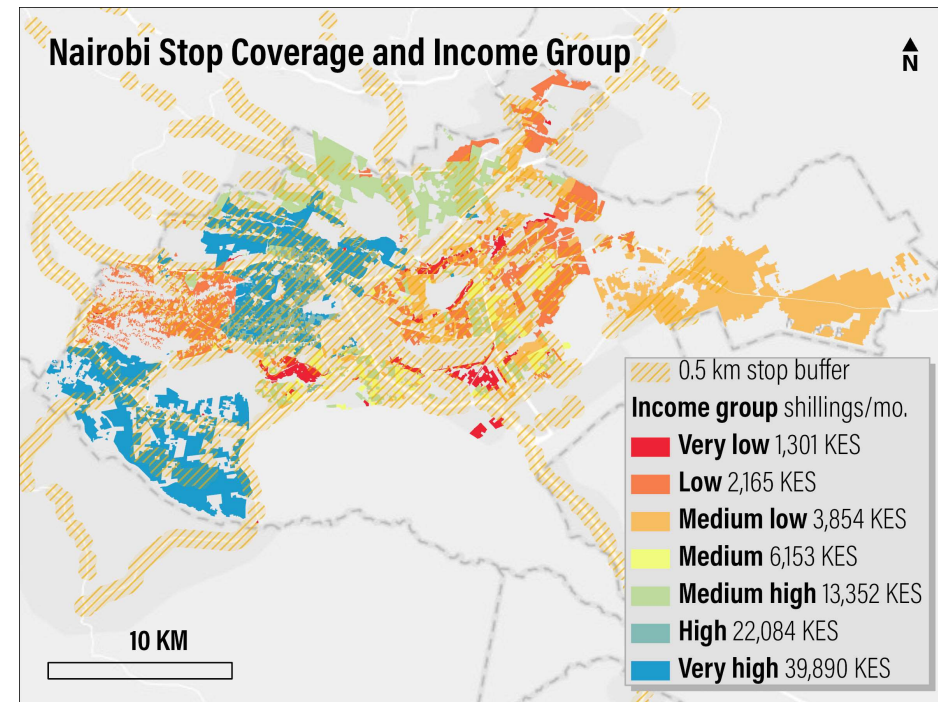 Nairobi Stop Coverage and Income Group
N
0.5 km stop buffer
Income group shillings/mo.
Very low 1,301 KES
Low 2,165 KES
Medium low 3,854 KES
Medium 6,153 KES
Medium high 13,352 KES
High 22,084 KES
Very high 39,890 KES
10 KM